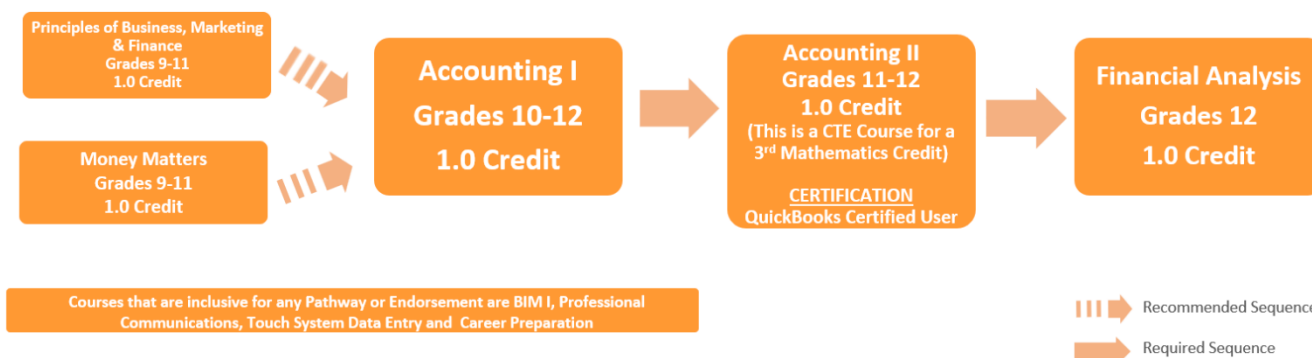 Principles of Business, Marketing
& Finance
Grades 9-11
1.0 Credit
Money Matters
Grades 9-11
1.0 Credit
Accounting I
Grades 10-12
1.0 Credit
Accounting II
Grades 11-12
1.0 Credit
(This is a CTE Course for a
3rd Mathematics Credit)
CERTIFICATION
QuickBooks Certified User
Financial Analysis
Grades 12
1.0 Credit
Courses that are inclusive for any Pathway or Endorsement are BIM I, Professional
Communications, Touch System Data Entry and Career Preparation
Recommended Sequence
Required Sequence